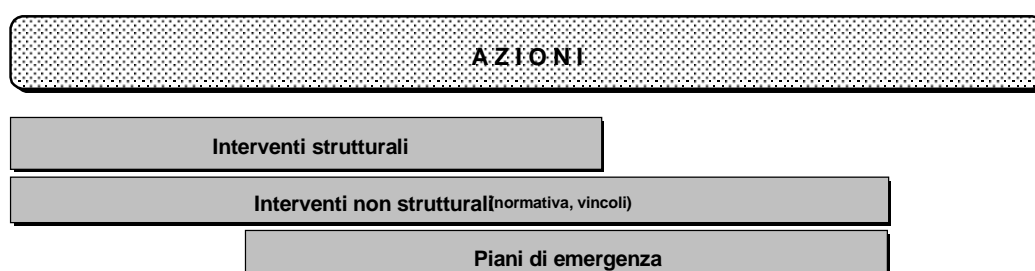 AZIONI
Interventi strutturali
Interventi non strutturali(normativa, vincoli)
Piani di emergenza